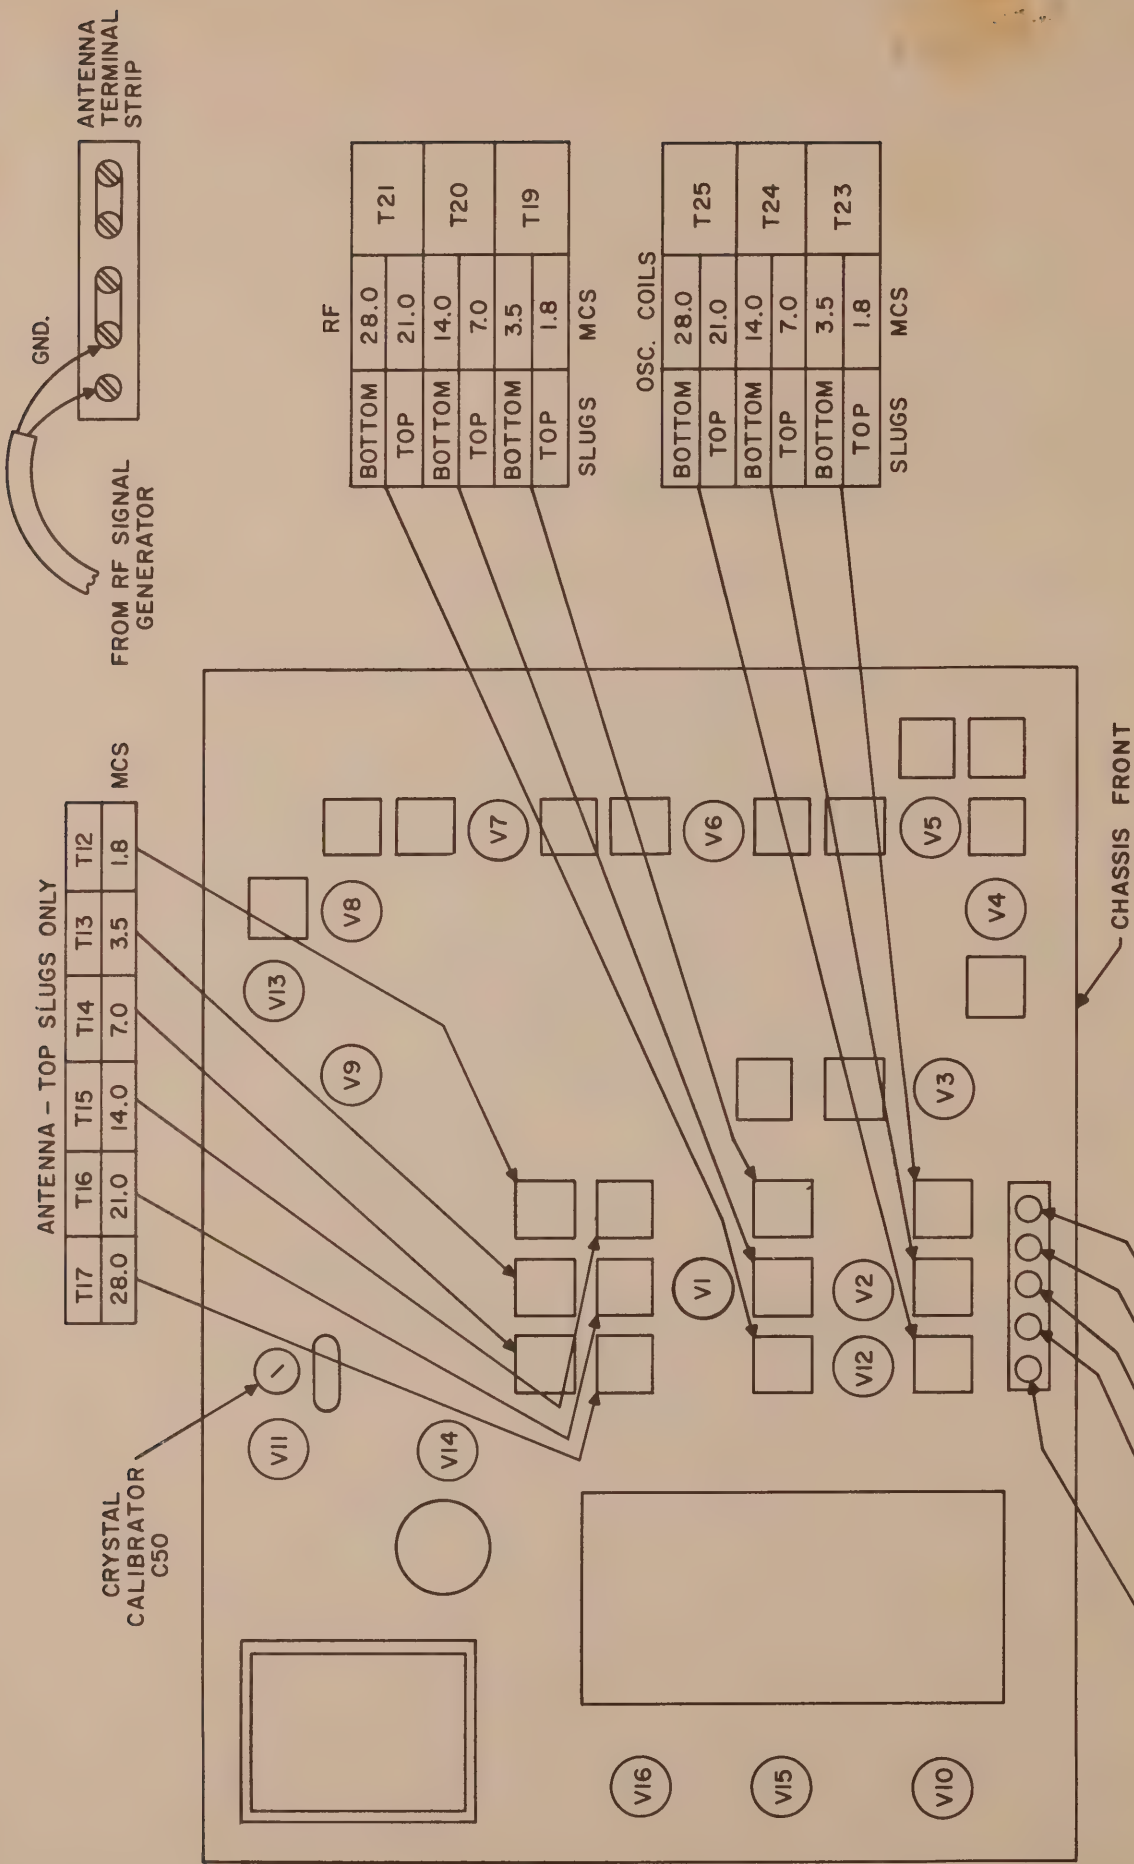 ANTENNA
TERMINAL
STRIP
GND.
FROM RF SIGNAL
GENERATOR
ANTENNA – TOP SLUGS ONLY
T17 T16 T15 T14 T13 T12
28.0 21.0 14.0 7.0 3.5 1.8 MCS
CRYSTAL
CALIBRATOR
C50
RF
BOTTOM 28.0 T21
TOP 21.0
BOTTOM 14.0 T20
TOP 7.0
BOTTOM 3.5 T19
TOP 1.8
SLUGS MCS
OSC. COILS
BOTTOM 28.0 T25
TOP 21.0
BOTTOM 14.0 T24
TOP 7.0
BOTTOM 3.5 T23
TOP 1.8
SLUGS MCS
V11
V13
V9
V8
V14
V7
V16
V1
V6
V15
V12
V2
V5
V10
V3
V4
CHASSIS FRONT